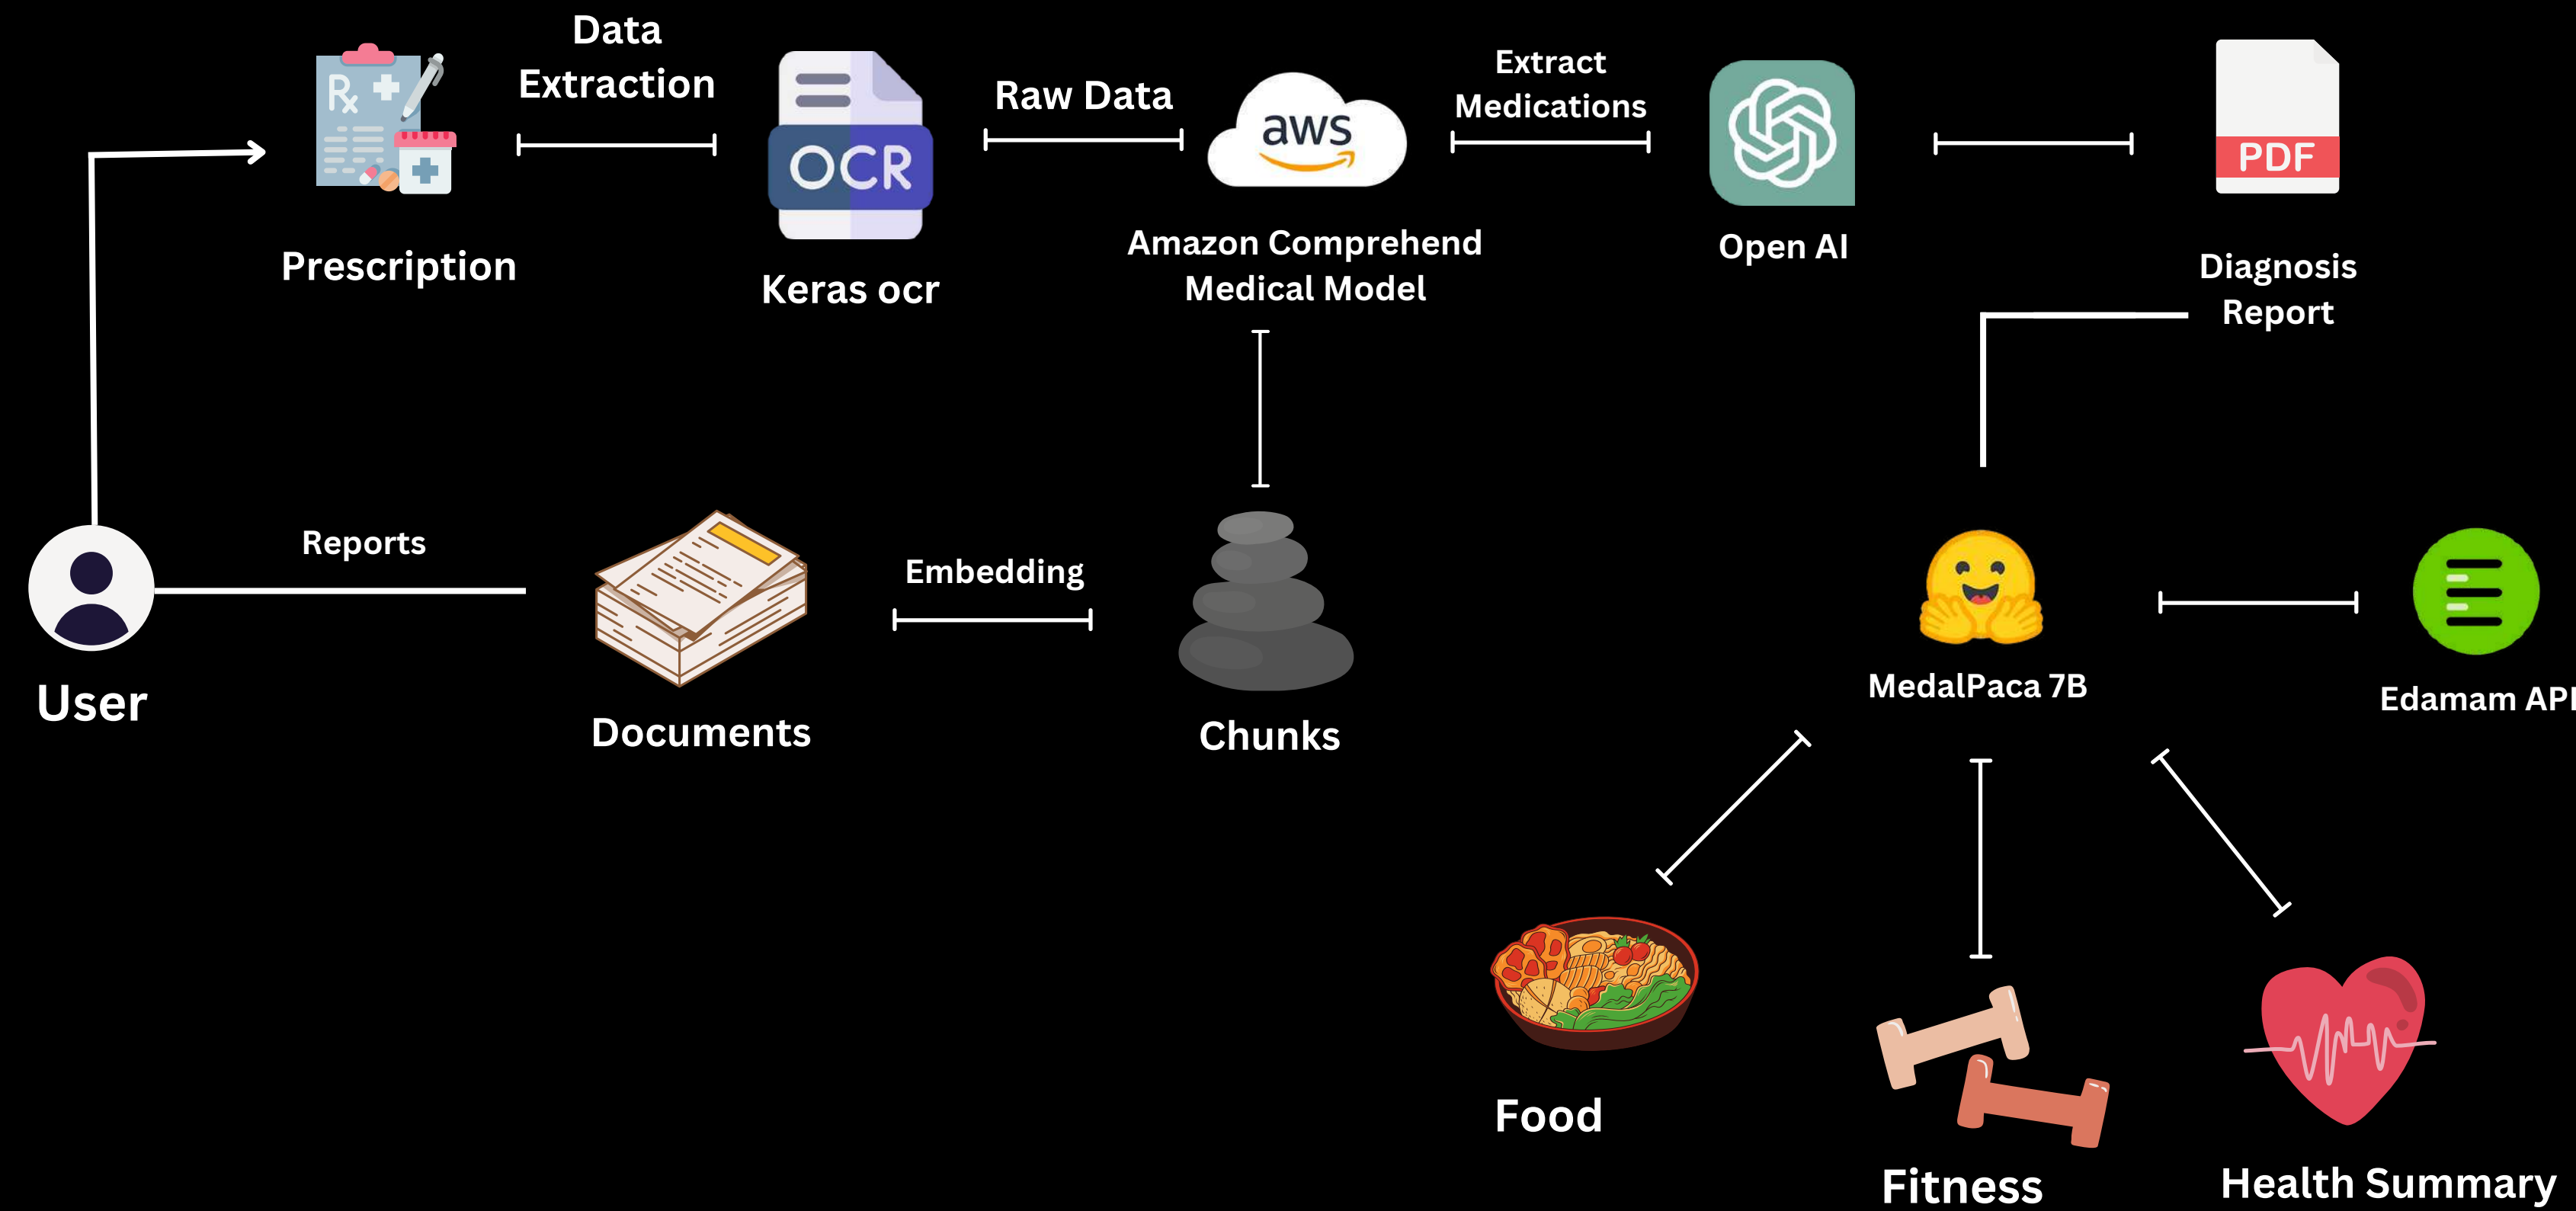 Data
Extraction
Rx
OCR
Raw Data
aws
Extract
Medications
PDF
Prescription
Keras ocr
Amazon Comprehend
Medical Model
Open AI
Diagnosis
Report
Reports
Embedding
User
Documents
Chunks
MedalPaca 7B
Edamam API
Food
Fitness
Health Summary